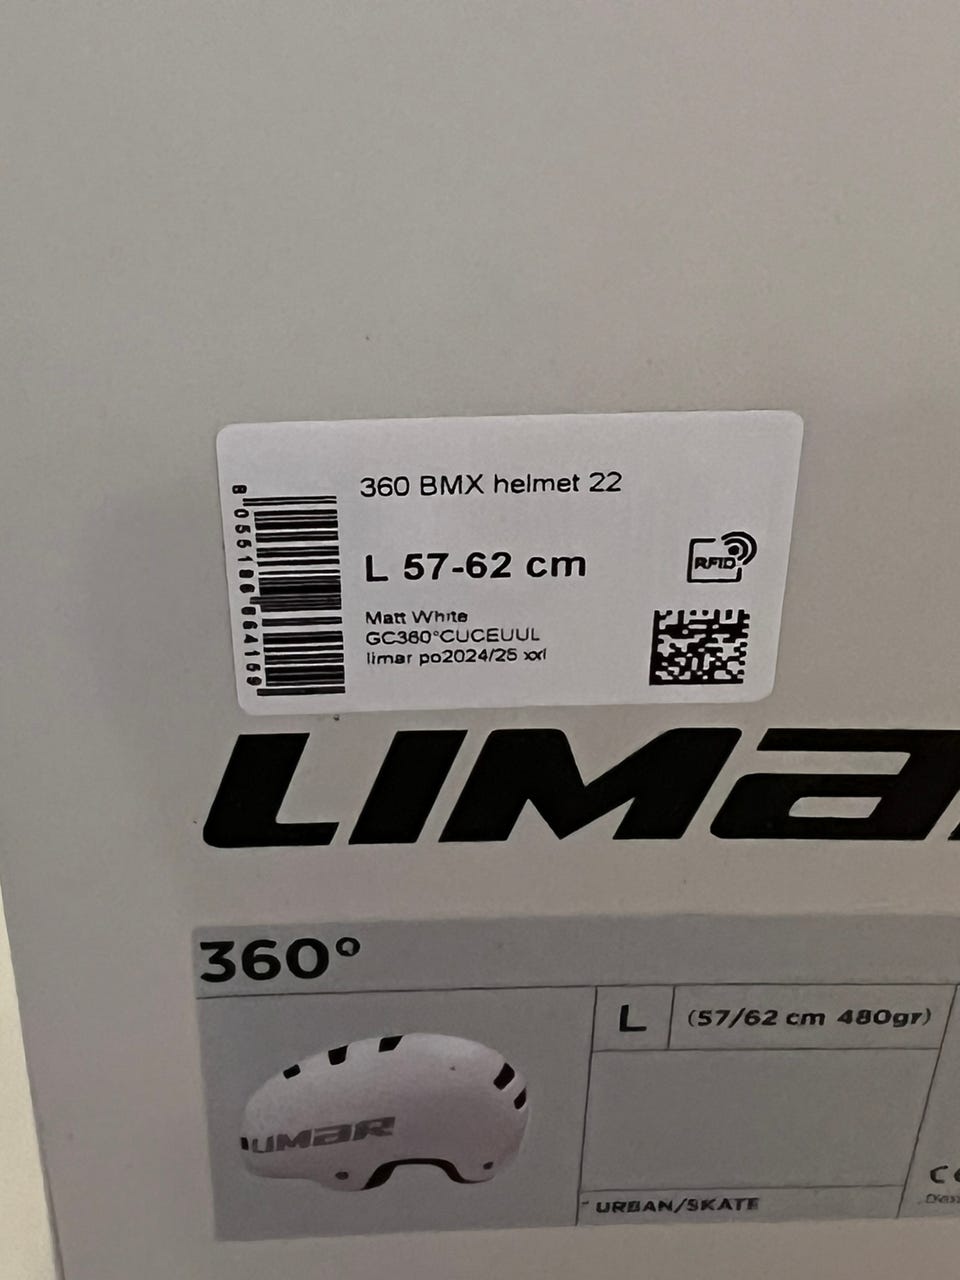 360 BMX helmet 22
L 57-62 cm
RFID
Matt White
GC360°CUCEUUL
limar po2024/25 xxl
LIMAR
360°
L (57/62 cm 480gr)
LIMAR
URBAN/SKATE